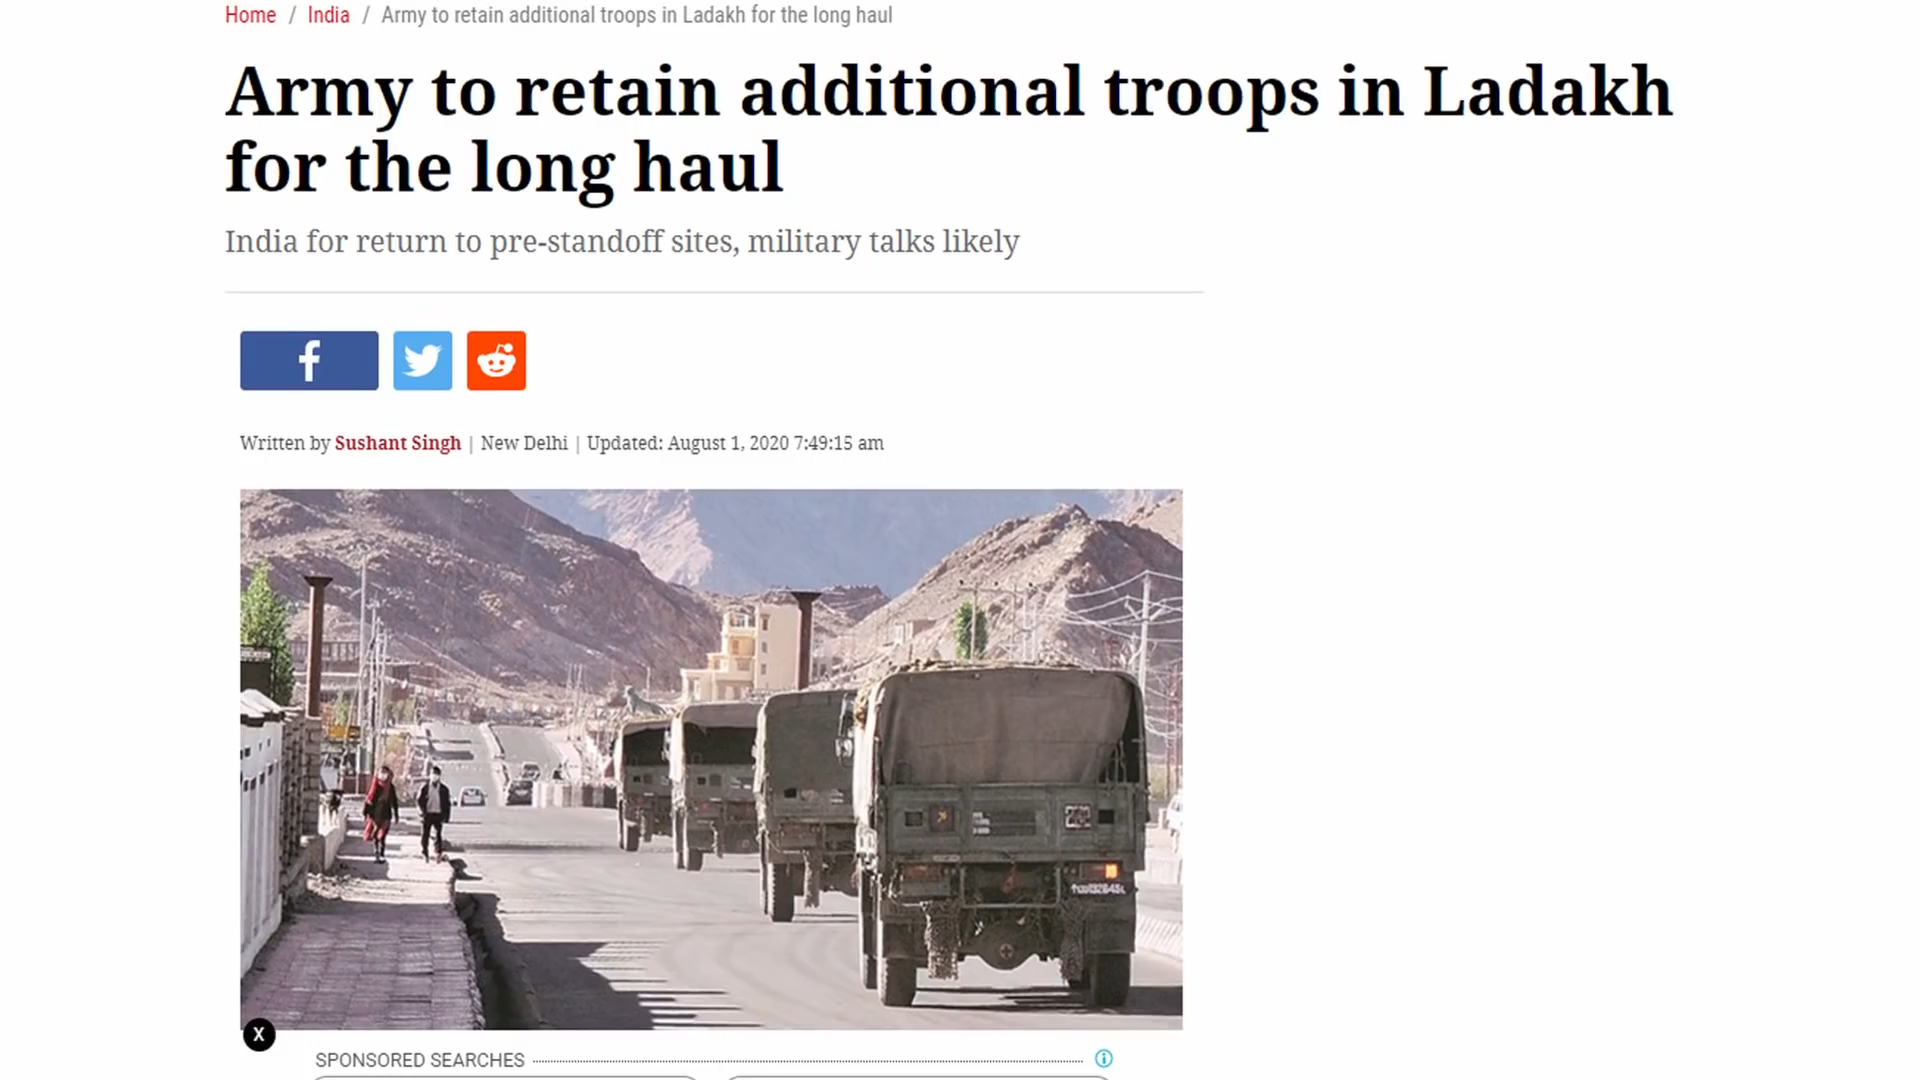 Home / India / Army to retain additional troops in Ladakh for the long haul
Army to retain additional troops in Ladakh
for the long haul
India for return to pre-standoff sites, military talks likely
Written by Sushant Singh | New Delhi | Updated: August 1, 2020 7:49:15 am
X
SPONSORED SEARCHES